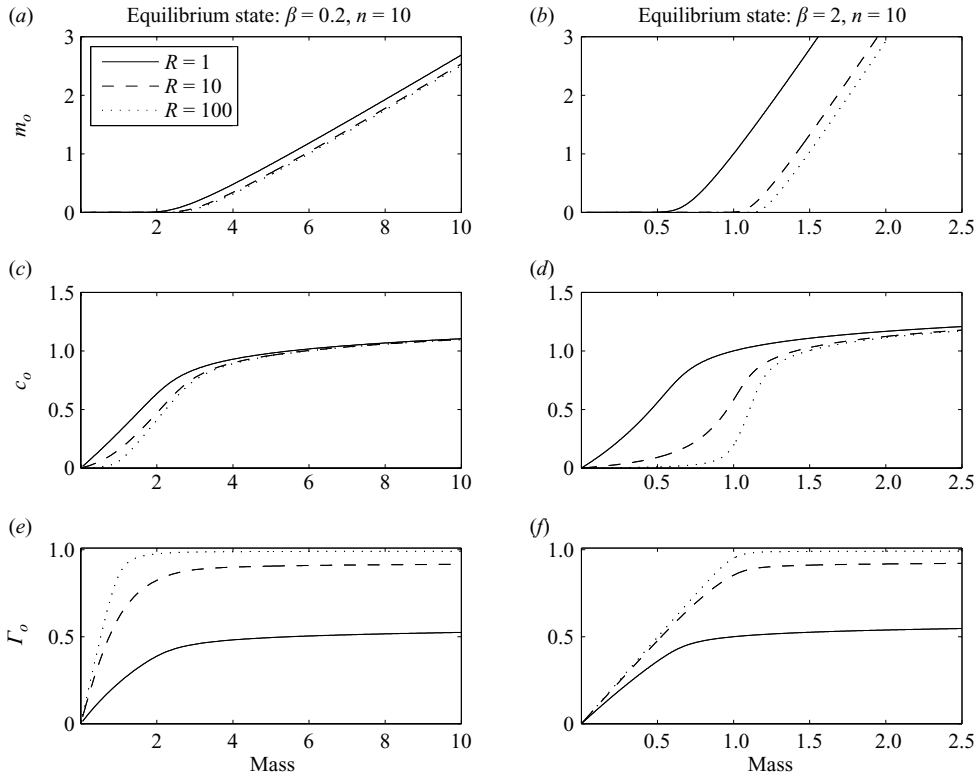 (a) Equilibrium state: β = 0.2, n = 10
(b) Equilibrium state: β = 2, n = 10
3
2
1
0
mo
R = 1
R = 10
R = 100
2 4 6 8 10
3
2
1
0
0.5 1.0 1.5 2.0 2.5
(c)
1.5
1.0
0.5
0
co
2 4 6 8 10
(d)
1.5
1.0
0.5
0
0.5 1.0 1.5 2.0 2.5
(e)
1.0
0.5
0
Γo
2 4 6 8 10
Mass
(f)
1.0
0.5
0
0.5 1.0 1.5 2.0 2.5
Mass